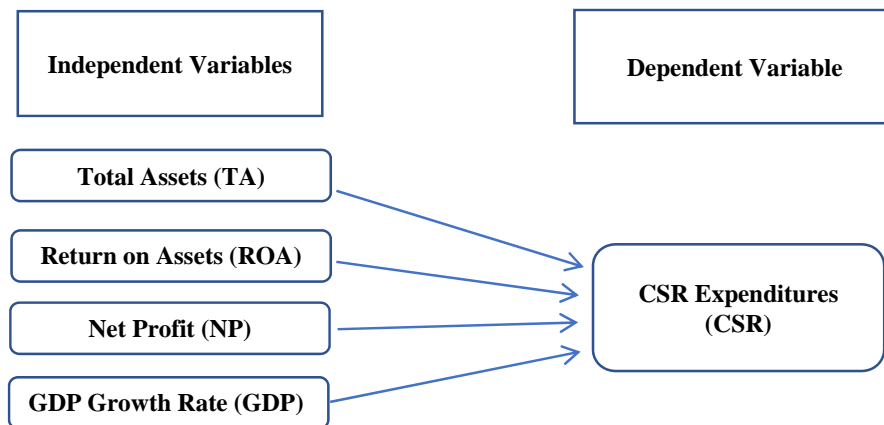 Independent Variables
Dependent Variable
Total Assets (TA)
Return on Assets (ROA)
Net Profit (NP)
GDP Growth Rate (GDP)
CSR Expenditures
(CSR)